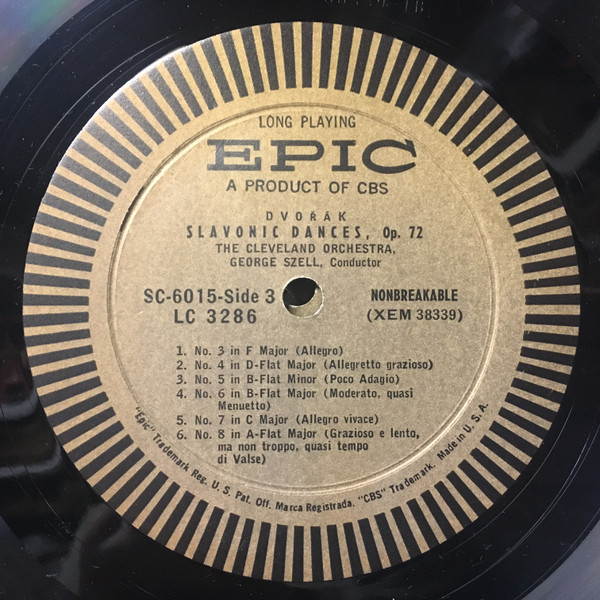 LONG PLAYING
EPIC
A PRODUCT OF CBS
DVOŘÁK
SLAVONIC DANCES, Op. 72
THE CLEVELAND ORCHESTRA,
GEORGE SZELL, Conductor
SC-6015-Side 3
LC 3286
NONBREAKABLE
(XEM 38339)
1. No. 3 in F Major (Allegro)
2. No. 4 in D-Flat Major (Allegretto grazioso)
3. No. 5 in B-Flat Minor (Poco Adagio)
4. No. 6 in B-Flat Major (Moderato, quasi
Menuetto)
5. No. 7 in C Major (Allegro vivace)
6. No. 8 in A-Flat Major (Grazioso e lento,
ma non troppo, quasi tempo
di Valse)
"Epic" Trademark Reg. U. S. Pat. Off. Marca Registrada. "CBS" Trademark. Made in U. S. A.